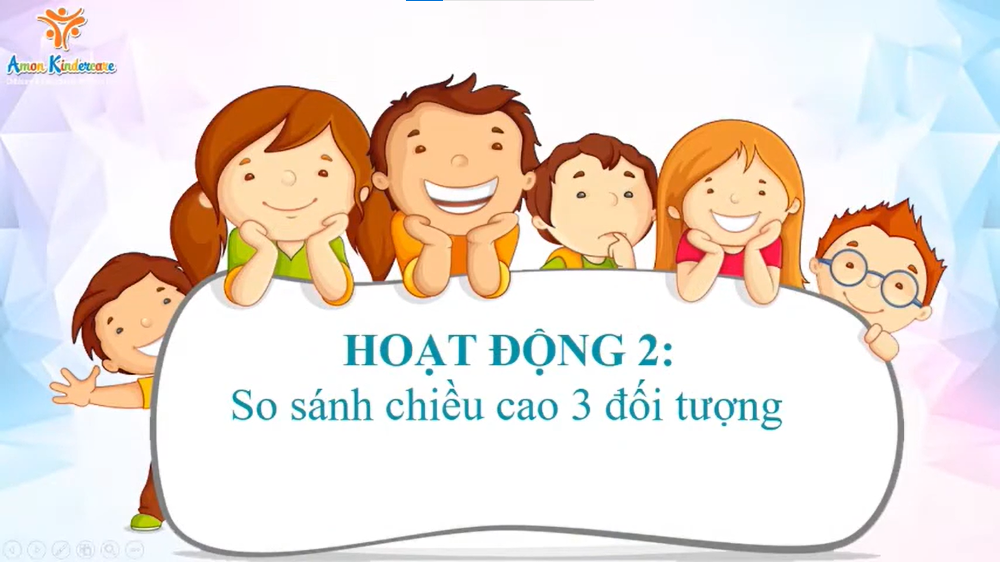 Amon Kindercare
HOẠT ĐỘNG 2:
So sánh chiều cao 3 đối tượng